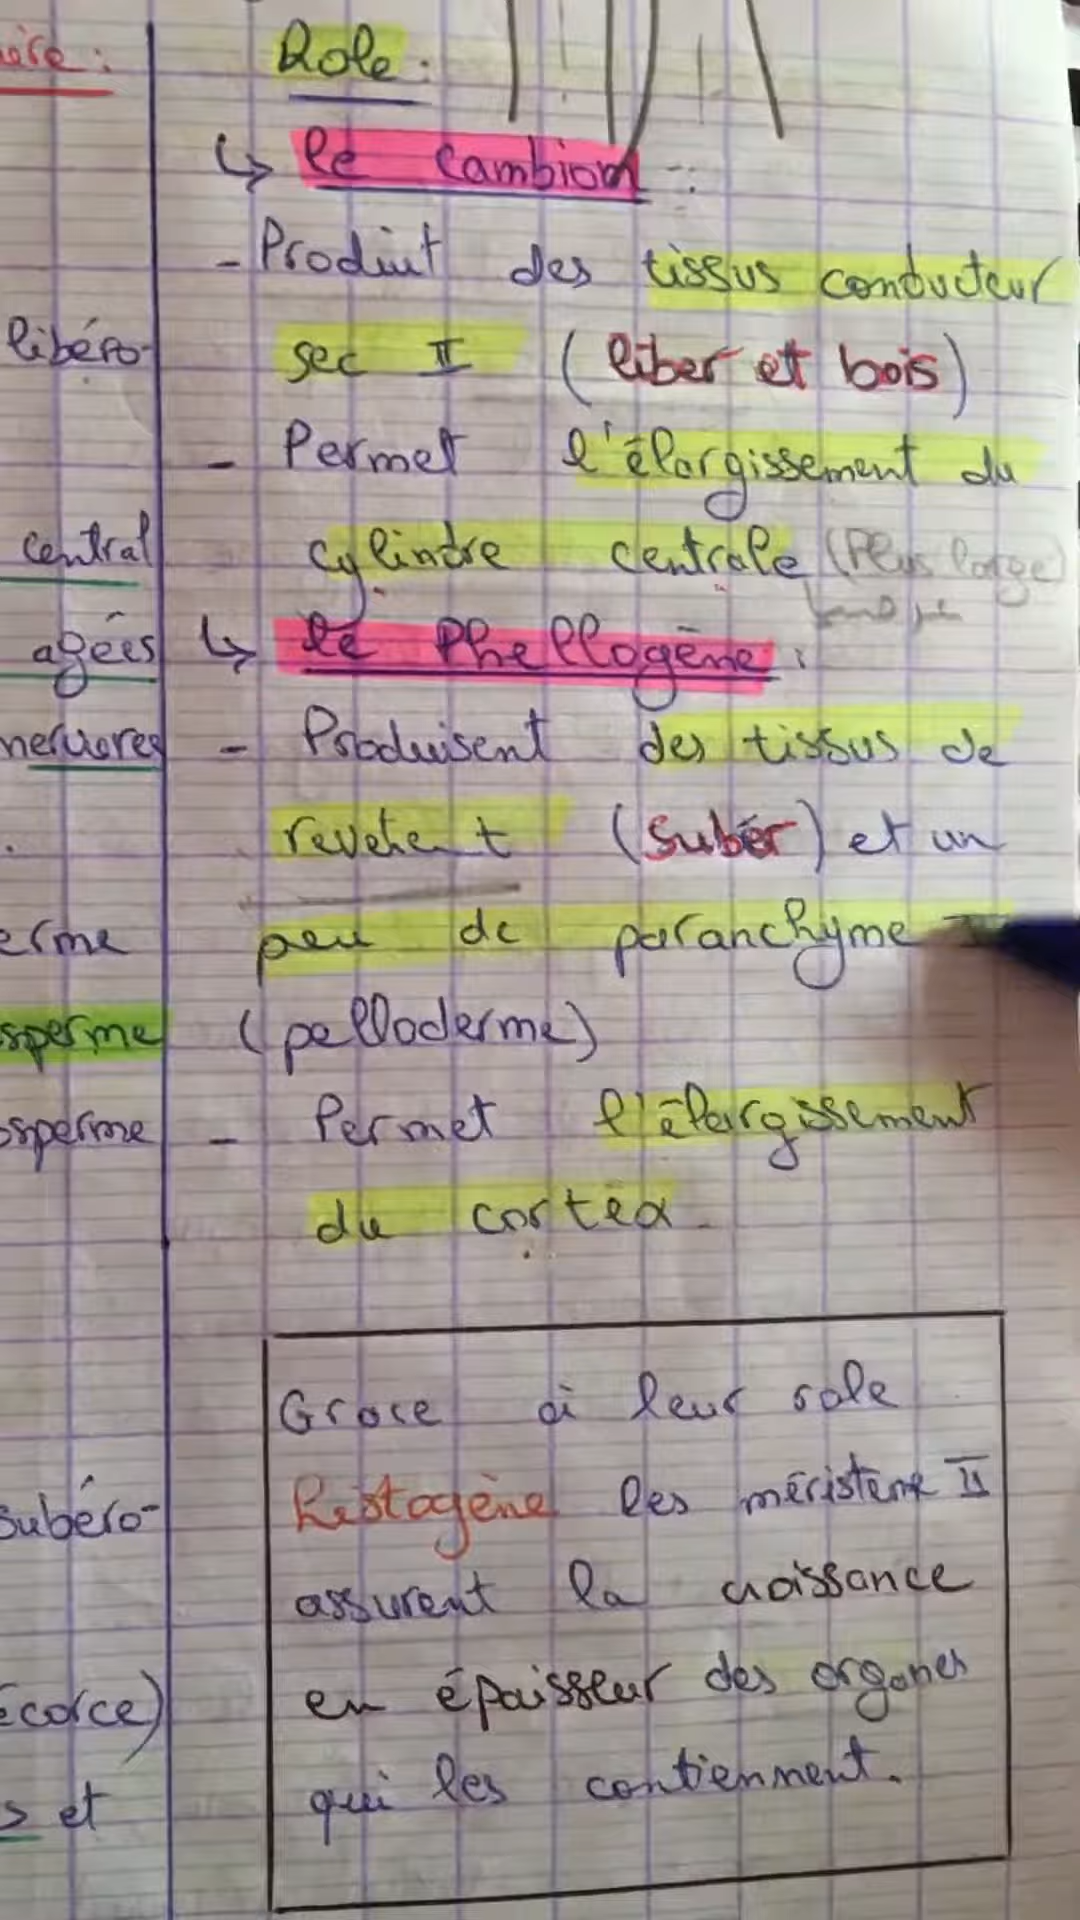 Role :
↳ le cambiom :
- Produit des tissus conducteur
libéro- sec II (liber et bois)
- Permet l'élargissement du
central cylindre centrale (Plus large)
agées ↳ le Phellogène :
nervures - Produisent des tissus de
revetent (subér) et un
erme peu de paranchyme
sperme (pelloderme)
osperme - Permet l'élargissement
du cortex
Grace à leur role
subéro- Histogène les méristème II
assurent la croissance
écorce) en épaisseur des organes
s et qui les contiennent.